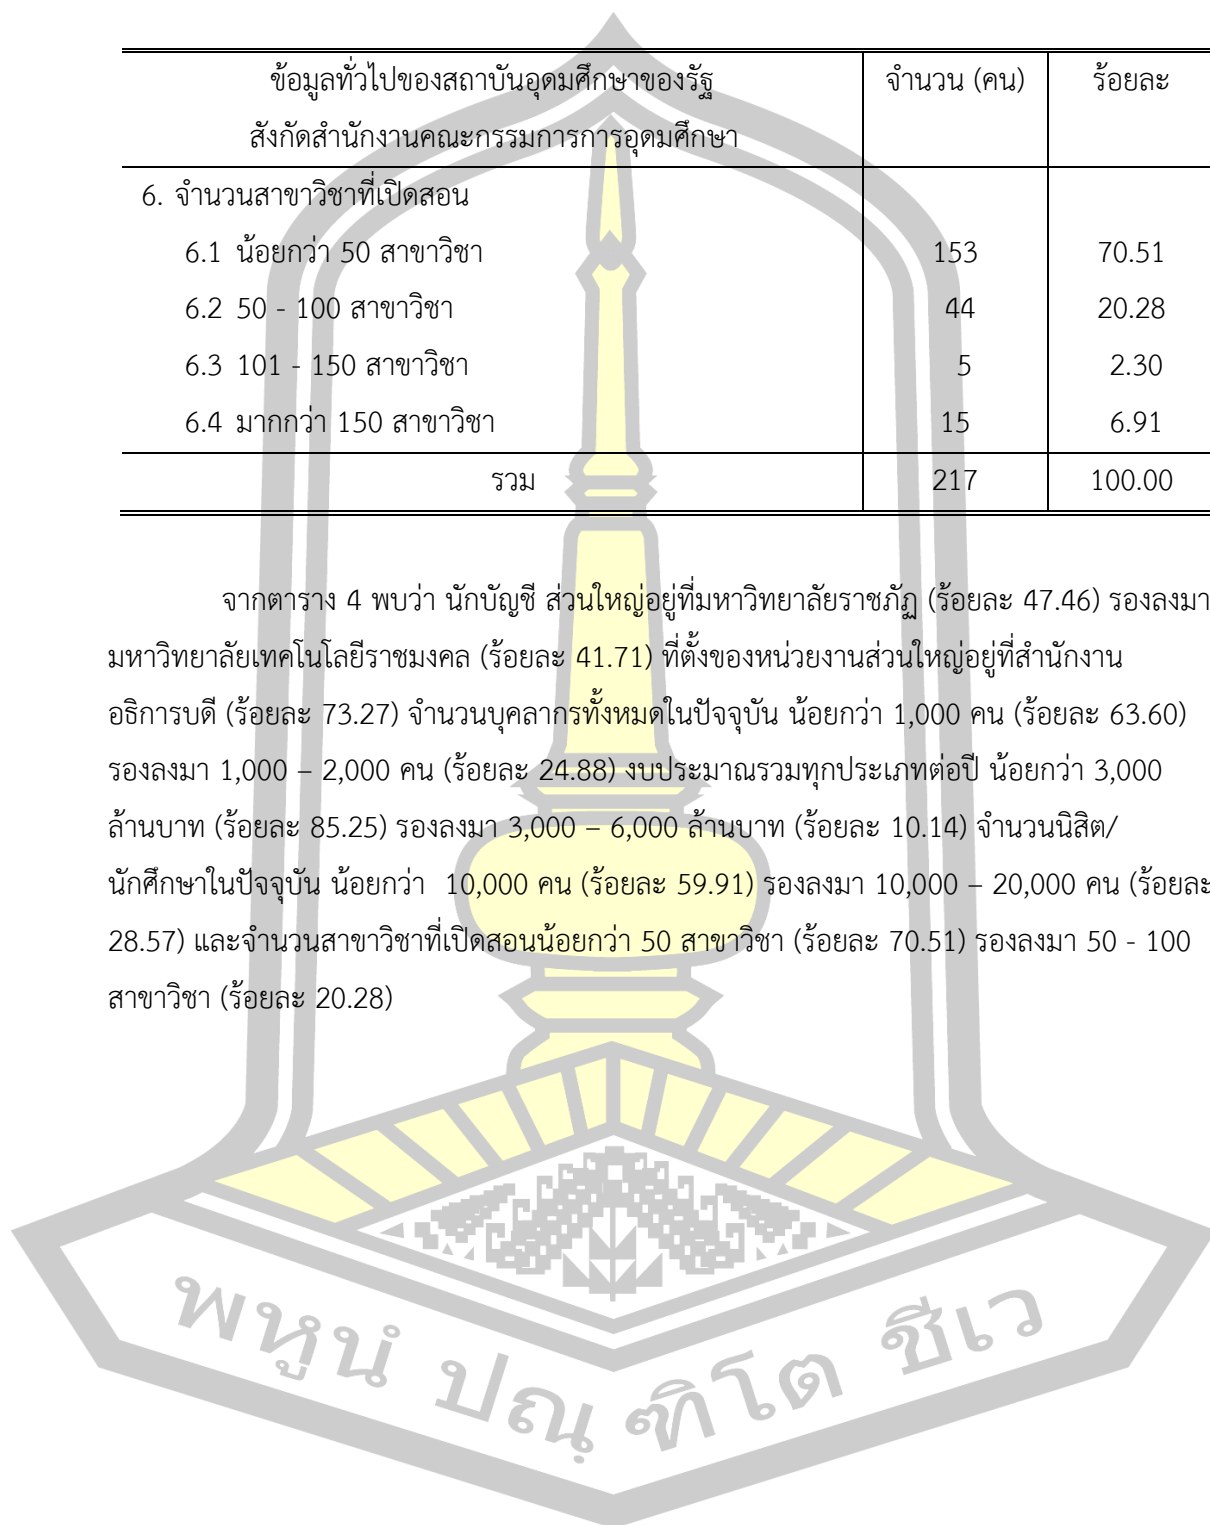 ข้อมูลทั่วไปของสถาบันอุดมศึกษาของรัฐ จำนวน (คน) ร้อยละ
สังกัดสำนักงานคณะกรรมการการอุดมศึกษา
6. จำนวนสาขาวิชาที่เปิดสอน
6.1 น้อยกว่า 50 สาขาวิชา 153 70.51
6.2 50 - 100 สาขาวิชา 44 20.28
6.3 101 - 150 สาขาวิชา 5 2.30
6.4 มากกว่า 150 สาขาวิชา 15 6.91
รวม 217 100.00
จากตาราง 4 พบว่า นักบัญชี ส่วนใหญ่อยู่ที่มหาวิทยาลัยราชภัฏ (ร้อยละ 47.46) รองลงมา
มหาวิทยาลัยเทคโนโลยีราชมงคล (ร้อยละ 41.71) ที่ตั้งของหน่วยงานส่วนใหญ่อยู่ที่สำนักงาน
อธิการบดี (ร้อยละ 73.27) จำนวนบุคลากรทั้งหมดในปัจจุบัน น้อยกว่า 1,000 คน (ร้อยละ 63.60)
รองลงมา 1,000 – 2,000 คน (ร้อยละ 24.88) งบประมาณรวมทุกประเภทต่อปี น้อยกว่า 3,000
ล้านบาท (ร้อยละ 85.25) รองลงมา 3,000 – 6,000 ล้านบาท (ร้อยละ 10.14) จำนวนนิสิต/
นักศึกษาในปัจจุบัน น้อยกว่า  10,000 คน (ร้อยละ 59.91) รองลงมา 10,000 – 20,000 คน (ร้อยละ
28.57) และจำนวนสาขาวิชาที่เปิดสอนน้อยกว่า 50 สาขาวิชา (ร้อยละ 70.51) รองลงมา 50 - 100
สาขาวิชา (ร้อยละ 20.28)
พหูนํ ปณฺฑิโต ชีเว